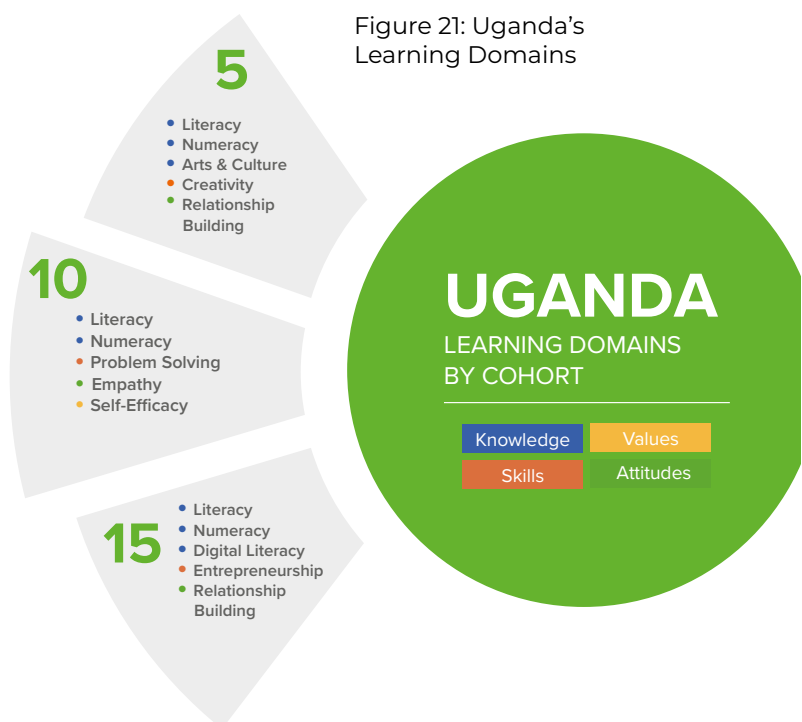 Figure 21: Uganda's
Learning Domains
5
• Literacy
• Numeracy
• Arts & Culture
• Creativity
• Relationship
Building
10
• Literacy
• Numeracy
• Problem Solving
• Empathy
• Self-Efficacy
15
• Literacy
• Numeracy
• Digital Literacy
• Entrepreneurship
• Relationship
Building
UGANDA
LEARNING DOMAINS
BY COHORT
Knowledge
Values
Skills
Attitudes